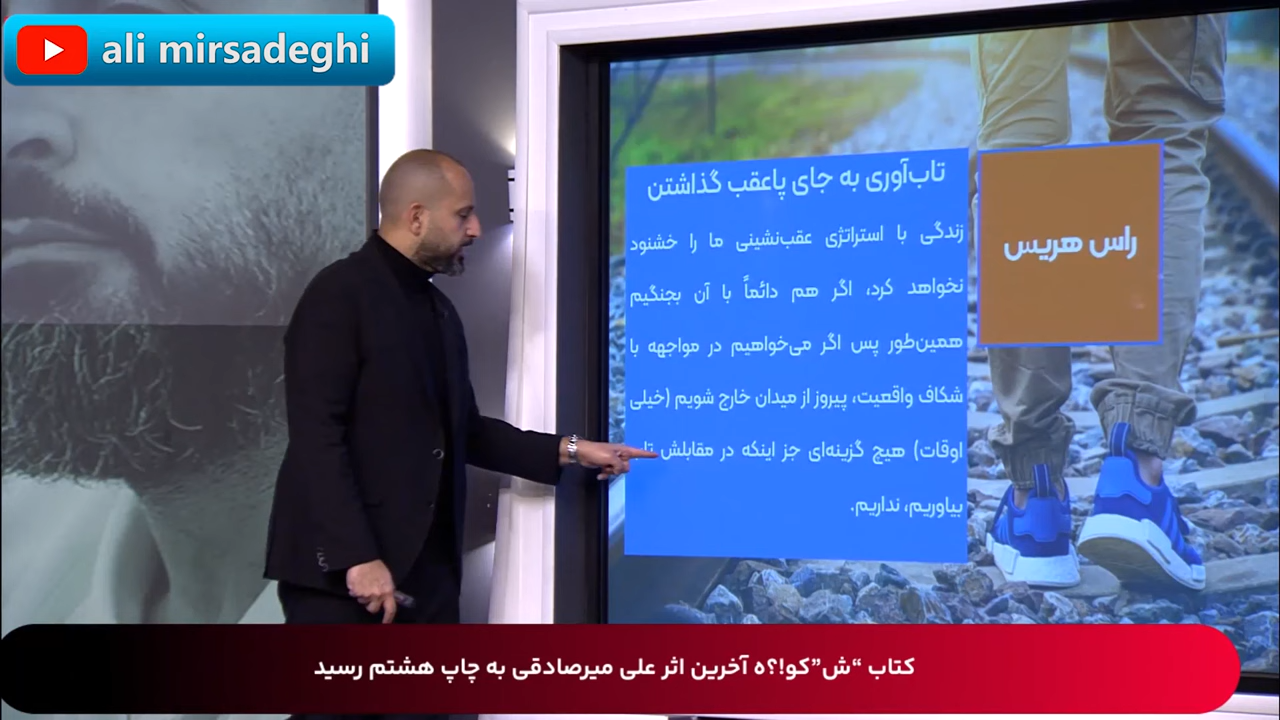 ali mirsadeghi
راس هریس
تاب‌آوری به جای پاعقب گذاشتن
زندگی با استراتژی عقب‌نشینی ما را خشنود
نخواهد کرد، اگر هم دائماً با آن بجنگیم
همین‌طور پس اگر می‌خواهیم در مواجهه با
شکاف واقعیت، پیروز از میدان خارج شویم (خیلی
اوقات) هیچ گزینه‌ای جز اینکه در مقابلش
بیاوریم، نداریم.
کتاب “ش”کو!؟ه آخرین اثر علی میرصادقی به چاپ هشتم رسید